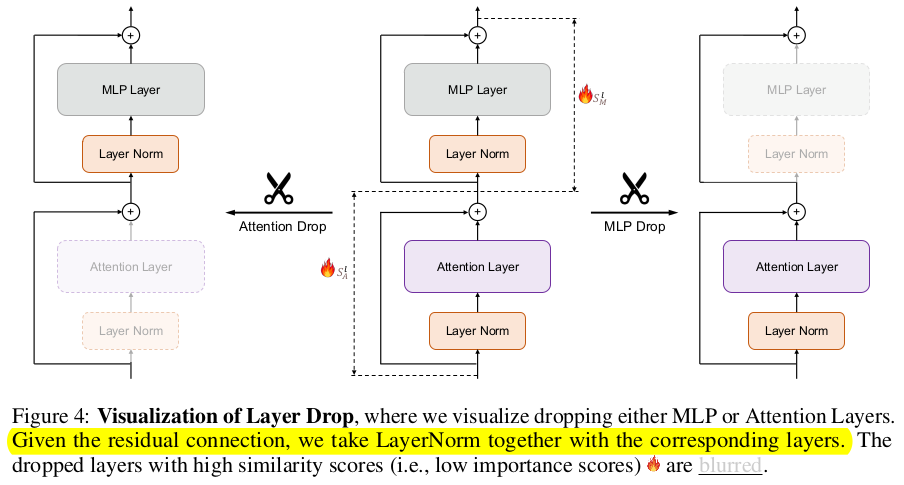 MLP Layer
Layer Norm
Attention Layer
Layer Norm
Attention Drop
MLP Layer
Layer Norm
Attention Layer
Layer Norm
S_M^l
S_A^l
MLP Drop
MLP Layer
Layer Norm
Attention Layer
Layer Norm
Figure 4: Visualization of Layer Drop, where we visualize dropping either MLP or Attention Layers.
Given the residual connection, we take LayerNorm together with the corresponding layers. The
dropped layers with high similarity scores (i.e., low importance scores) 🔥 are blurred.